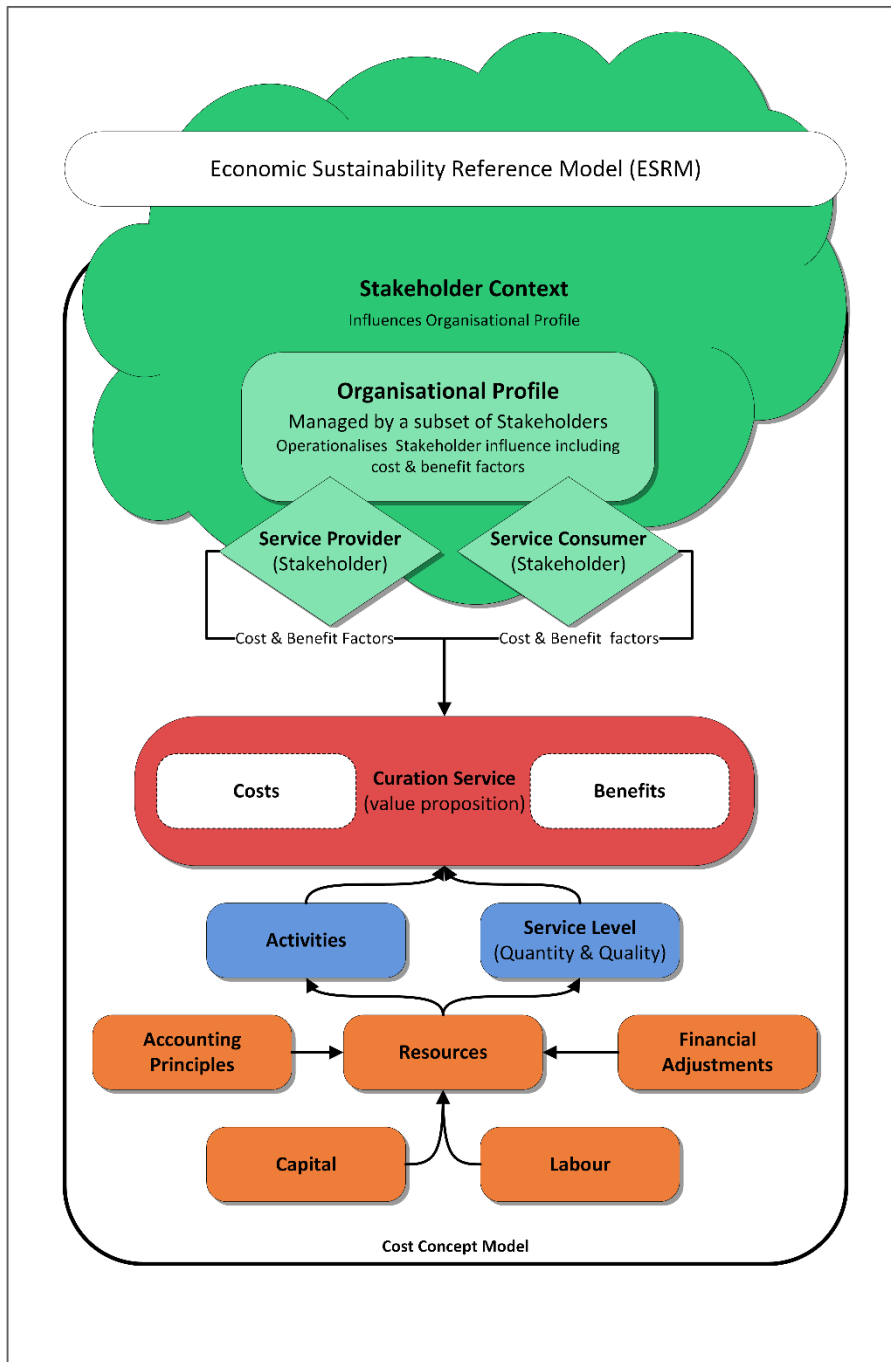 Economic Sustainability Reference Model (ESRM)
Stakeholder Context
Influences Organisational Profile
Organisational Profile
Managed by a subset of Stakeholders
Operationalises Stakeholder influence including
cost & benefit factors
Service Provider
(Stakeholder)
Service Consumer
(Stakeholder)
Cost & Benefit Factors
Cost & Benefit factors
Costs
Curation Service
(value proposition)
Benefits
Activities
Service Level
(Quantity & Quality)
Accounting
Principles
Resources
Financial
Adjustments
Capital
Labour
Cost Concept Model